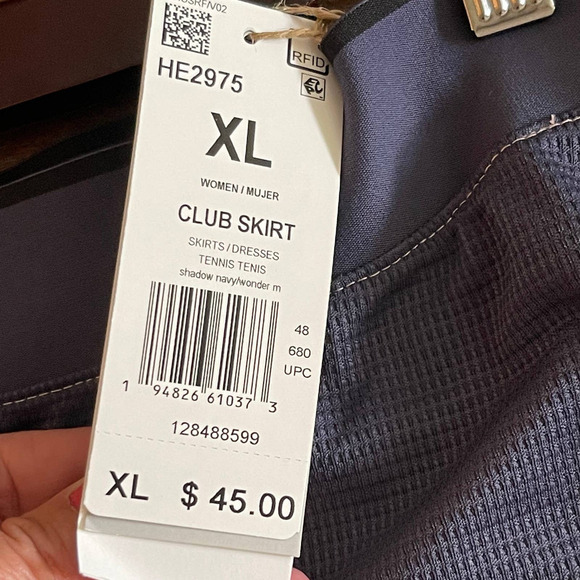 RFID
HE2975
XL
WOMEN / MUJER
CLUB SKIRT
SKIRTS / DRESSES
TENNIS TENIS
shadow navy/wonder m
48
680
UPC
1 94826 61037 3
128488599
XL $ 45.00